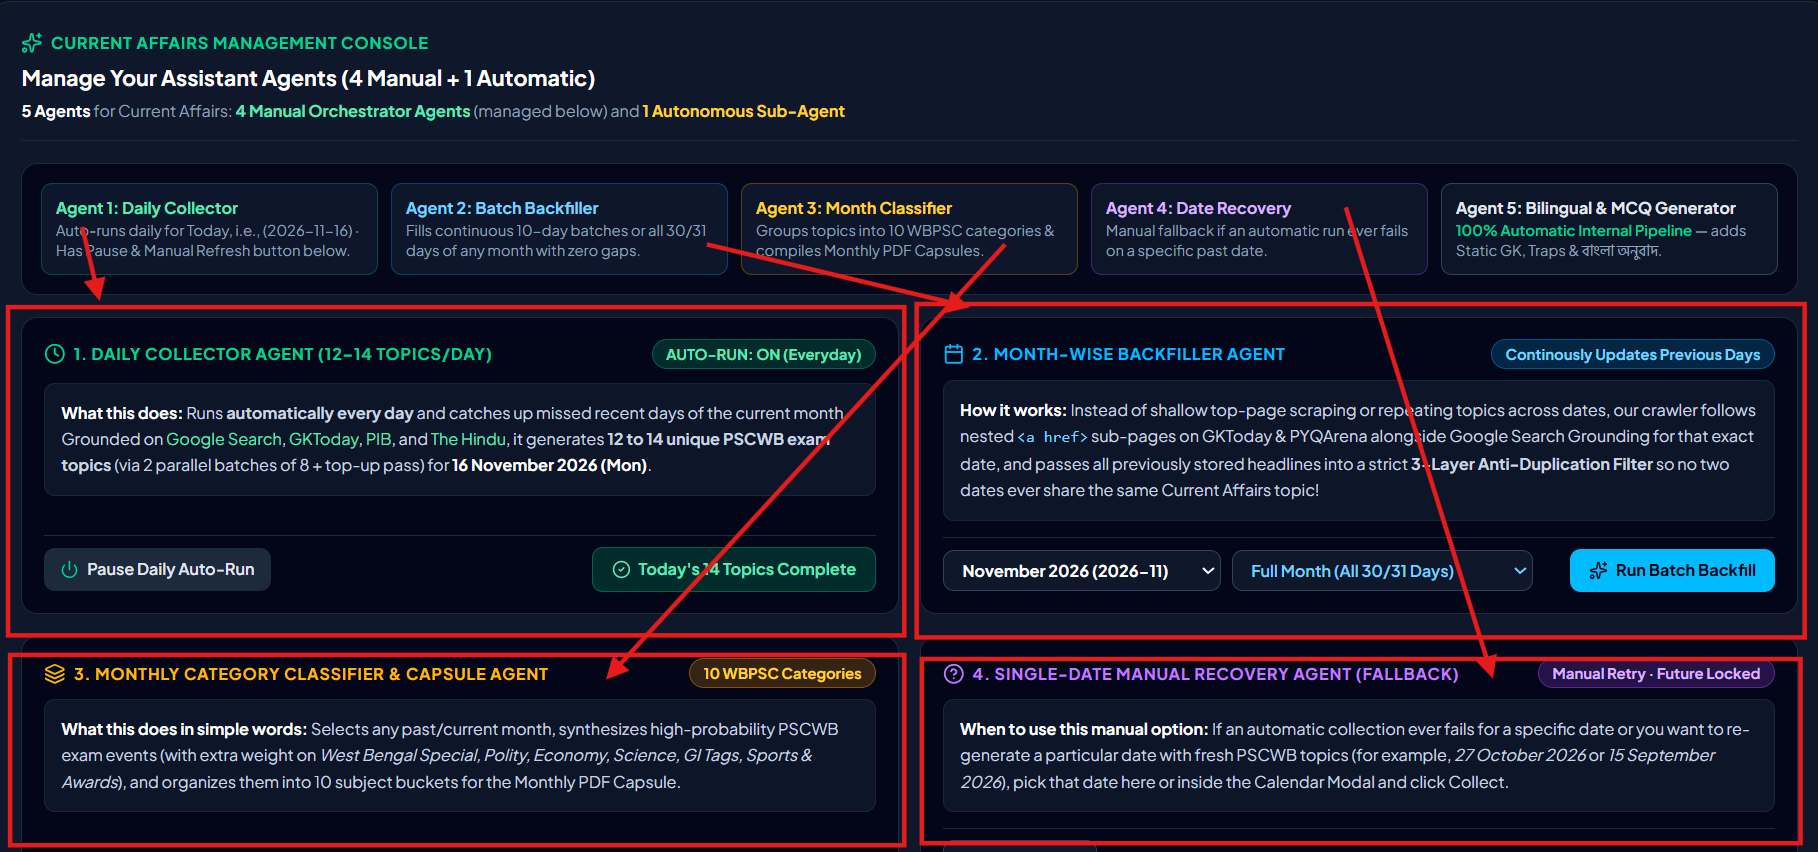 CURRENT AFFAIRS MANAGEMENT CONSOLE
Manage Your Assistant Agents (4 Manual + 1 Automatic)
5 Agents for Current Affairs: 4 Manual Orchestrator Agents (managed below) and 1 Autonomous Sub-Agent
Agent 1: Daily Collector
Auto-runs daily for Today, i.e., (2026-11-16) ·
Has Pause & Manual Refresh button below.
Agent 2: Batch Backfiller
Fills continuous 10-day batches or all 30/31
days of any month with zero gaps.
Agent 3: Month Classifier
Groups topics into 10 WBPSC categories &
compiles Monthly PDF Capsules.
Agent 4: Date Recovery
Manual fallback if an automatic run ever fails
on a specific past date.
Agent 5: Bilingual & MCQ Generator
100% Automatic Internal Pipeline — adds
Static GK, Traps & বাংলা অনুবাদ.
1. DAILY COLLECTOR AGENT (12-14 TOPICS/DAY)
AUTO-RUN: ON (Everyday)
What this does: Runs automatically every day and catches up missed recent days of the current month.
Grounded on Google Search, GKToday, PIB, and The Hindu, it generates 12 to 14 unique PSCWB exam
topics (via 2 parallel batches of 8 + top-up pass) for 16 November 2026 (Mon).
Pause Daily Auto-Run
Today's 14 Topics Complete
2. MONTH-WISE BACKFILLER AGENT
Continously Updates Previous Days
How it works: Instead of shallow top-page scraping or repeating topics across dates, our crawler follows
nested <a href> sub-pages on GKToday & PYQArena alongside Google Search Grounding for that exact
date, and passes all previously stored headlines into a strict 3-Layer Anti-Duplication Filter so no two
dates ever share the same Current Affairs topic!
November 2026 (2026-11)
Full Month (All 30/31 Days)
Run Batch Backfill
3. MONTHLY CATEGORY CLASSIFIER & CAPSULE AGENT
10 WBPSC Categories
What this does in simple words: Selects any past/current month, synthesizes high-probability PSCWB
exam events (with extra weight on West Bengal Special, Polity, Economy, Science, GI Tags, Sports &
Awards), and organizes them into 10 subject buckets for the Monthly PDF Capsule.
4. SINGLE-DATE MANUAL RECOVERY AGENT (FALLBACK)
Manual Retry · Future Locked
When to use this manual option: If an automatic collection ever fails for a specific date or you want to re-
generate a particular date with fresh PSCWB topics (for example, 27 October 2026 or 15 September
2026), pick that date here or inside the Calendar Modal and click Collect.